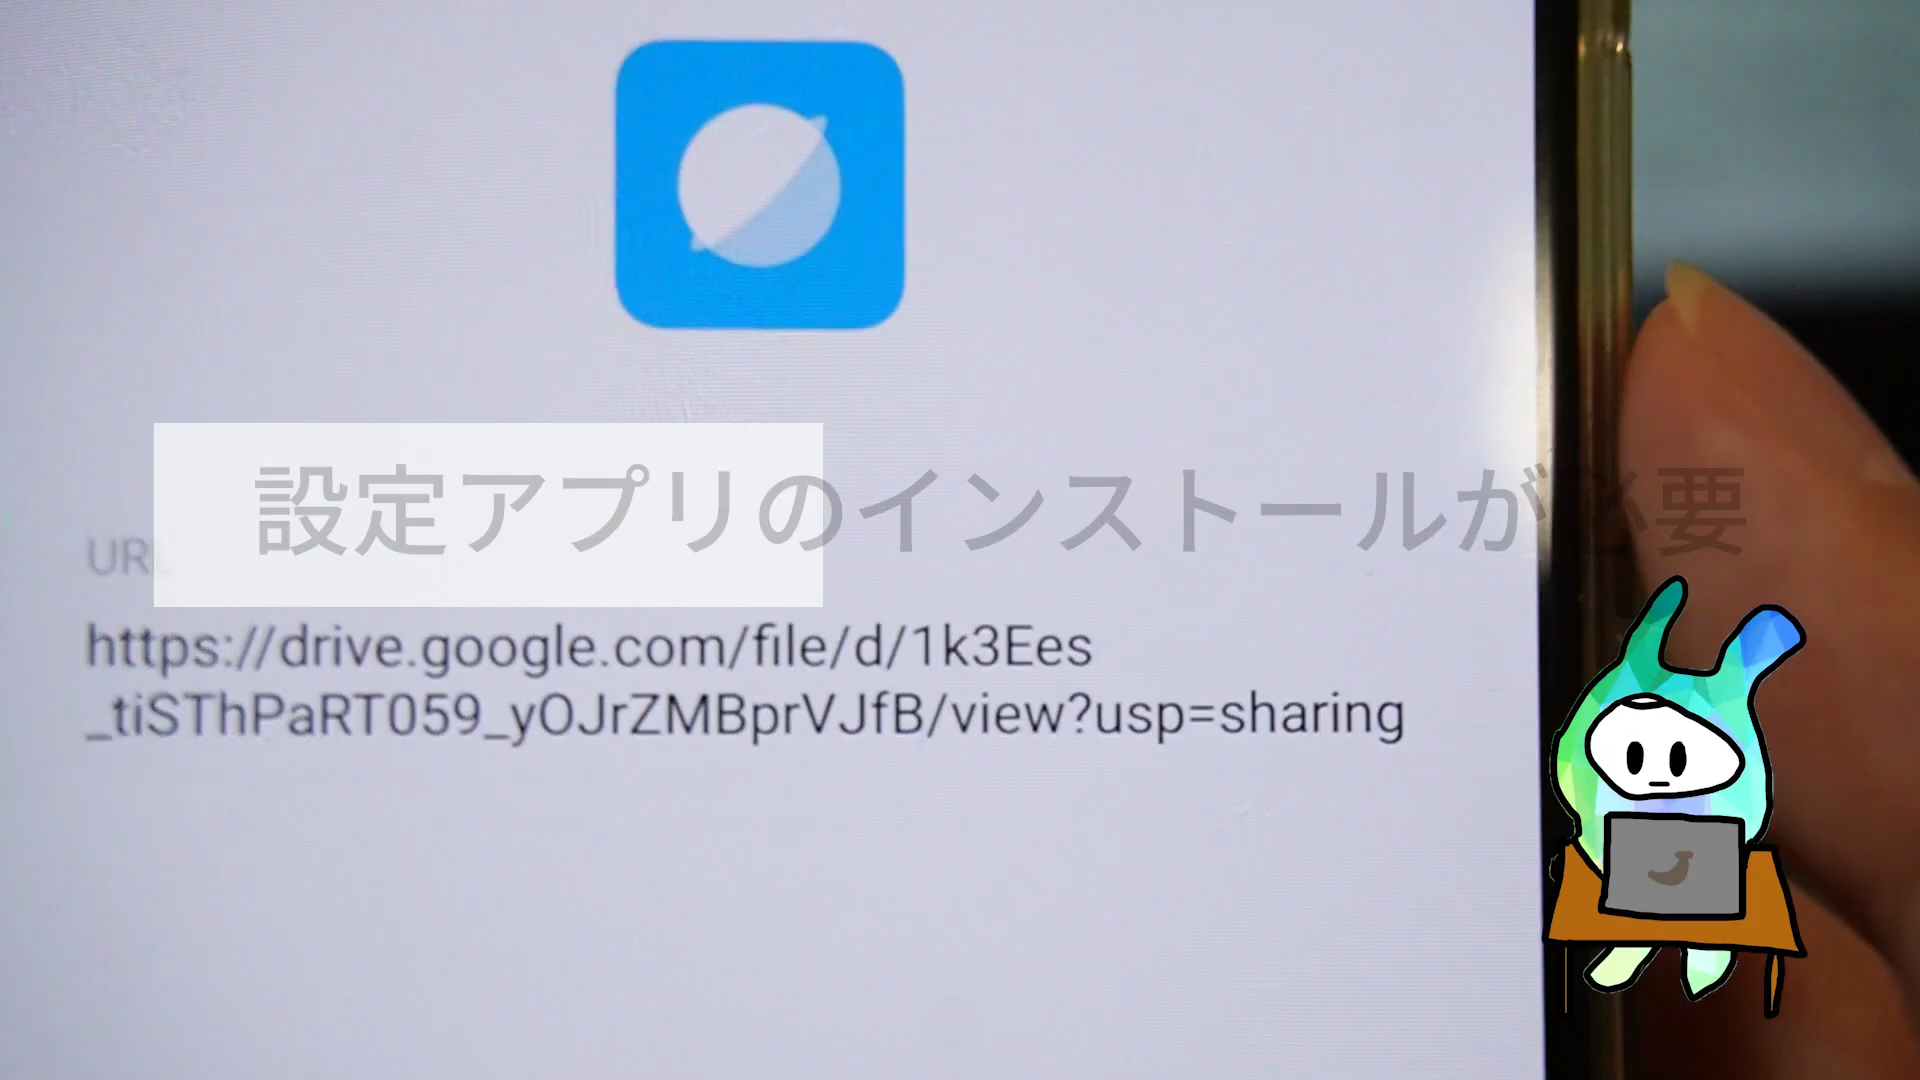 設定アプリのインストールが必要
URL
https://drive.google.com/file/d/1k3Ees
_tiSThPaRT059_yOJrZMBprVJfB/view?usp=sharing